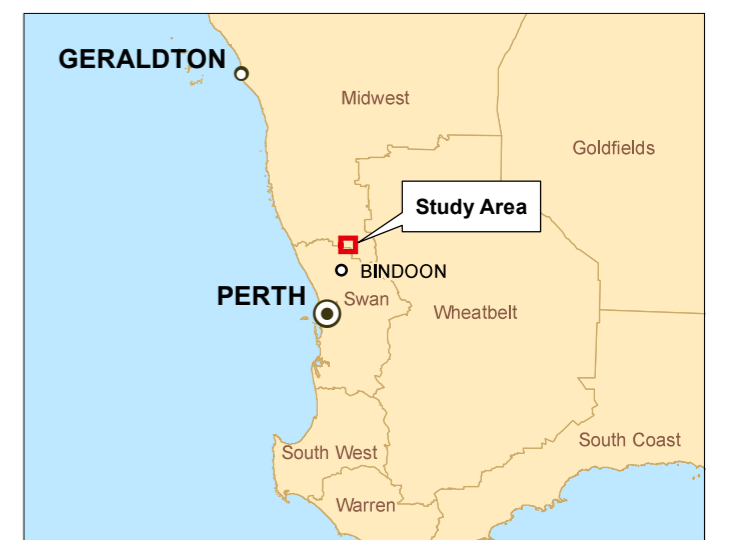 GERALDTON
Midwest
Goldfields
Study Area
BINDOON
PERTH
Swan
Wheatbelt
South West
South Coast
Warren